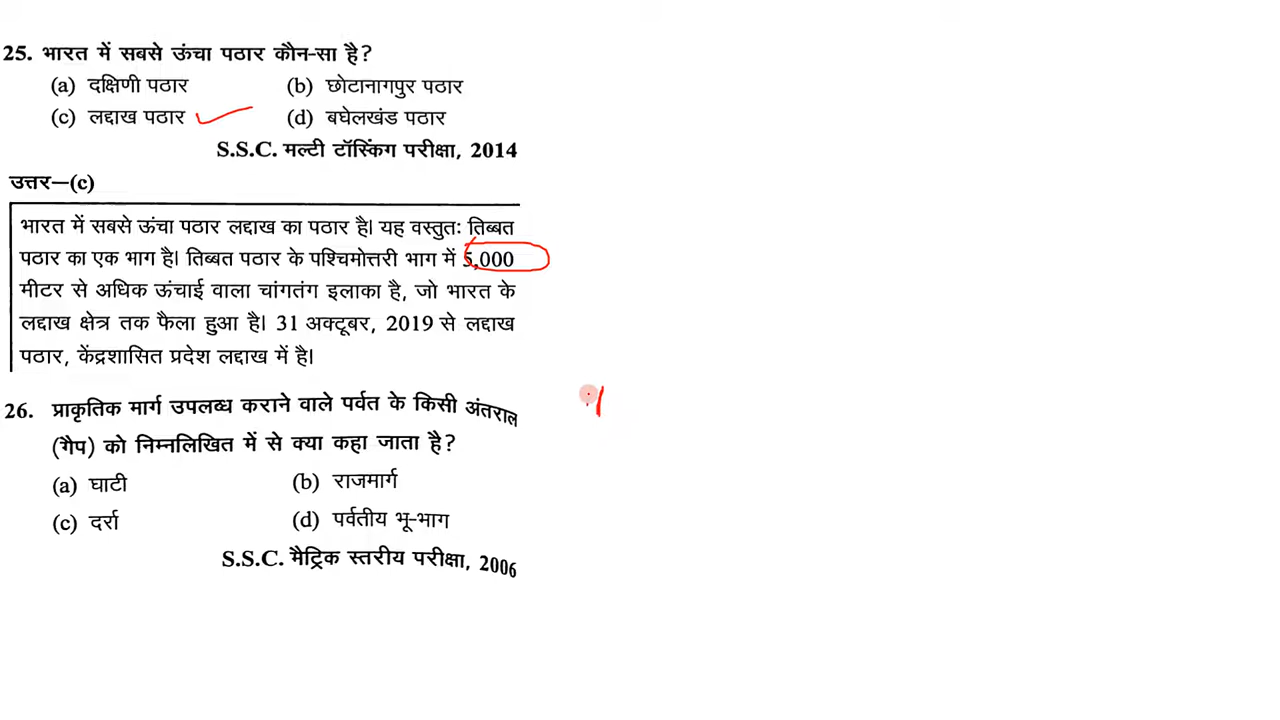 25. भारत में सबसे ऊंचा पठार कौन-सा है?
(a) दक्षिणी पठार (b) छोटानागपुर पठार
(c) लद्दाख पठार (d) बघेलखंड पठार
S.S.C. मल्टी टॉस्किंग परीक्षा, 2014
उत्तर—(c)
भारत में सबसे ऊंचा पठार लद्दाख का पठार है। यह वस्तुतः तिब्बत
पठार का एक भाग है। तिब्बत पठार के पश्चिमोत्तरी भाग में 5,000
मीटर से अधिक ऊंचाई वाला चांगतंग इलाका है, जो भारत के
लद्दाख क्षेत्र तक फैला हुआ है। 31 अक्टूबर, 2019 से लद्दाख
पठार, केंद्रशासित प्रदेश लद्दाख में है।
26. प्राकृतिक मार्ग उपलब्ध कराने वाले पर्वत के किसी अंतराल
(गैप) को निम्नलिखित में से क्या कहा जाता है?
(a) घाटी (b) राजमार्ग
(c) दर्रा (d) पर्वतीय भू-भाग
S.S.C. मैट्रिक स्तरीय परीक्षा, 2006